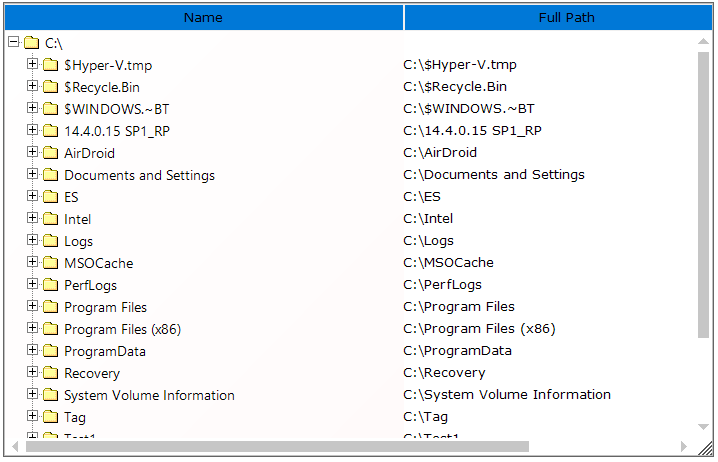 Name Full Path
C:\
$Hyper-V.tmp C:\$Hyper-V.tmp
$Recycle.Bin C:\$Recycle.Bin
$WINDOWS.~BT C:\$WINDOWS.~BT
14.4.0.15 SP1_RP C:\14.4.0.15 SP1_RP
AirDroid C:\AirDroid
Documents and Settings C:\Documents and Settings
ES C:\ES
Intel C:\Intel
Logs C:\Logs
MSOCache C:\MSOCache
PerfLogs C:\PerfLogs
Program Files C:\Program Files
Program Files (x86) C:\Program Files (x86)
ProgramData C:\ProgramData
Recovery C:\Recovery
System Volume Information C:\System Volume Information
Tag C:\Tag
Test1 C:\Test1